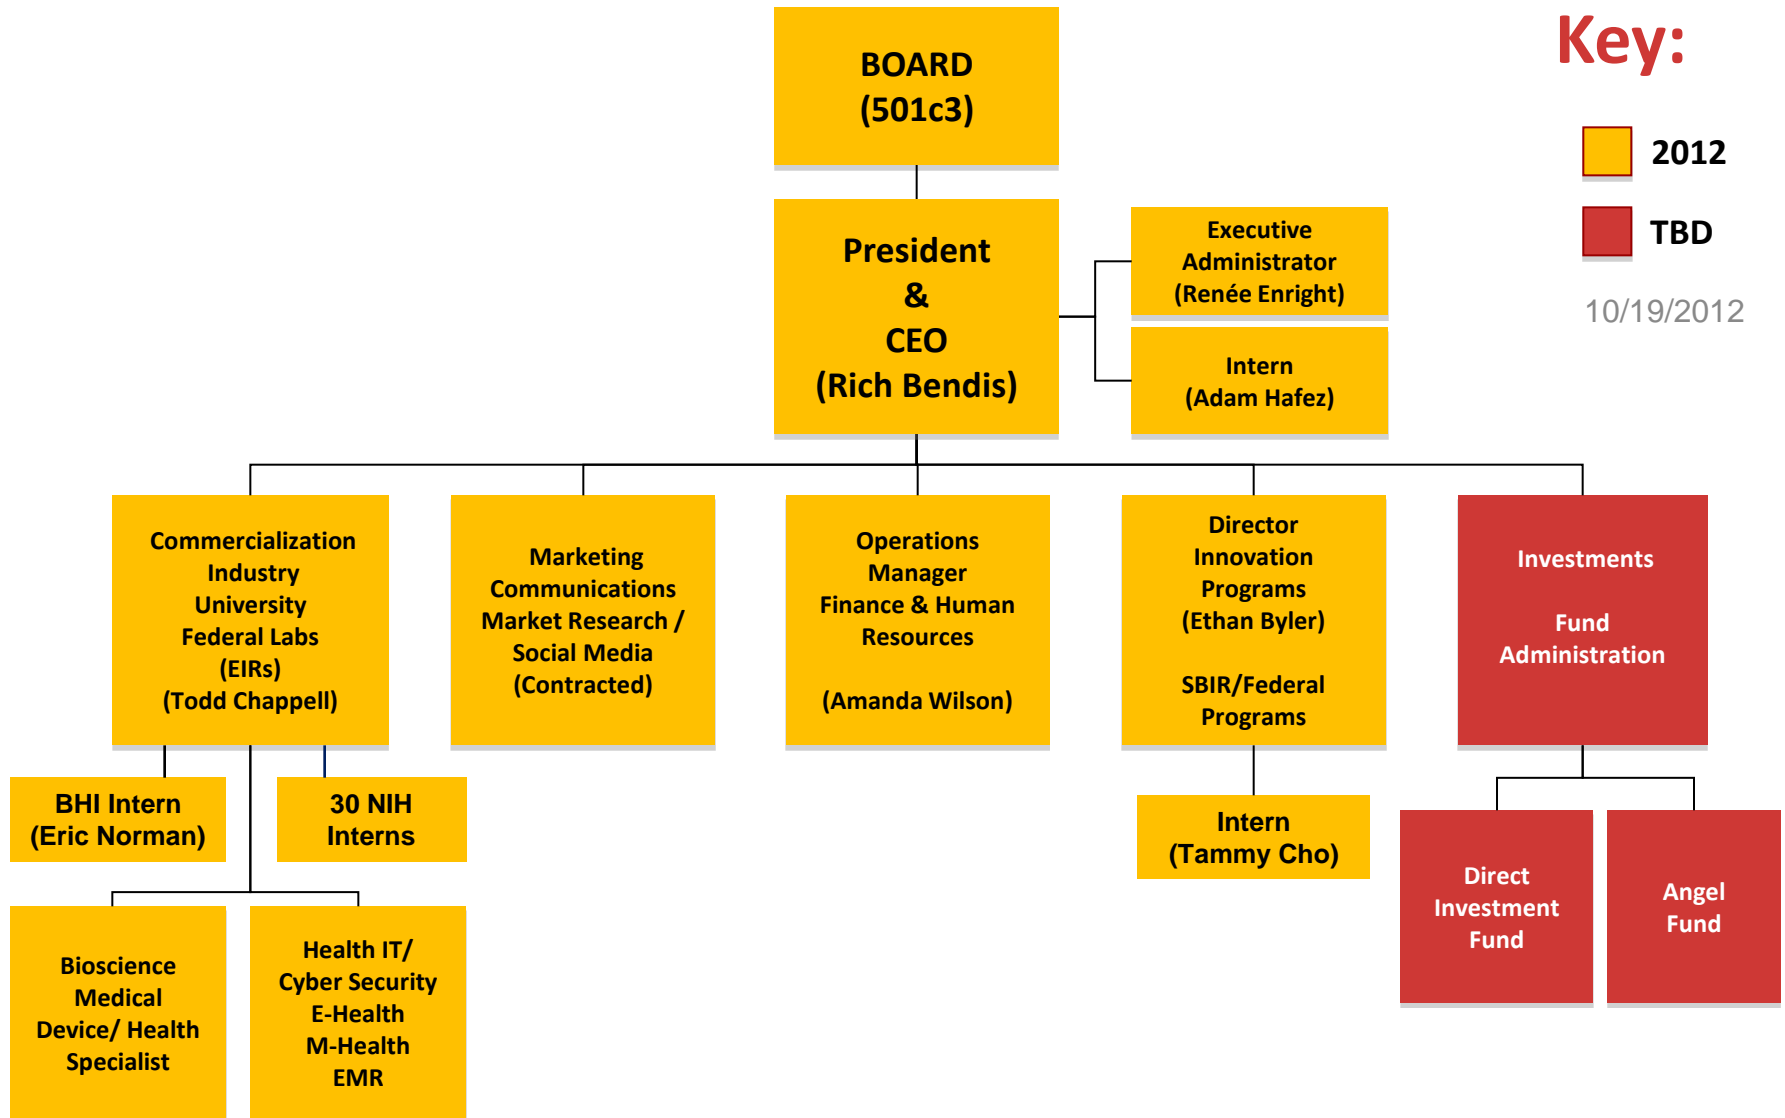 BOARD
(501c3)
Key:
2012
TBD
10/19/2012
President
&
CEO
(Rich Bendis)
Executive
Administrator
(Renée Enright)
Intern
(Adam Hafez)
Commercialization
Industry
University
Federal Labs
(EIRs)
(Todd Chappell)
Marketing
Communications
Market Research /
Social Media
(Contracted)
Operations
Manager
Finance & Human
Resources
(Amanda Wilson)
Director
Innovation
Programs
(Ethan Byler)
SBIR/Federal
Programs
Investments
Fund
Administration
BHI Intern
(Eric Norman)
30 NIH
Interns
Intern
(Tammy Cho)
Direct
Investment
Fund
Angel
Fund
Bioscience
Medical
Device/ Health
Specialist
Health IT/
Cyber Security
E-Health
M-Health
EMR